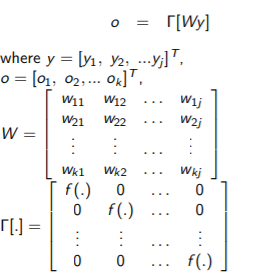 o = Γ[Wy]
where y = [y₁, y₂, ...yⱼ]ᵀ,
o = [o₁, o₂,... oₖ]ᵀ,
w₁₁ w₁₂ ... w₁ⱼ
w₂₁ w₂₂ ... w₂ⱼ
W = ⋮ ⋮ ... ⋮
wₖ₁ wₖ₂ ... wₖⱼ
f(.) 0 ... 0
0 f(.) ... 0
Γ[.] = ⋮ ⋮ ... ⋮
0 0 ... f(.)